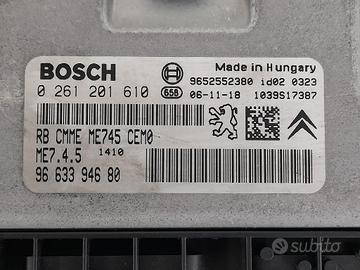 BOSCH
Made in Hungary
9652552380 id02 0323
0 261 201 610 658 06-11-18 1039S17387
RB CMME ME745 CEM0
ME7.4.5 1410
96 633 946 80
subito